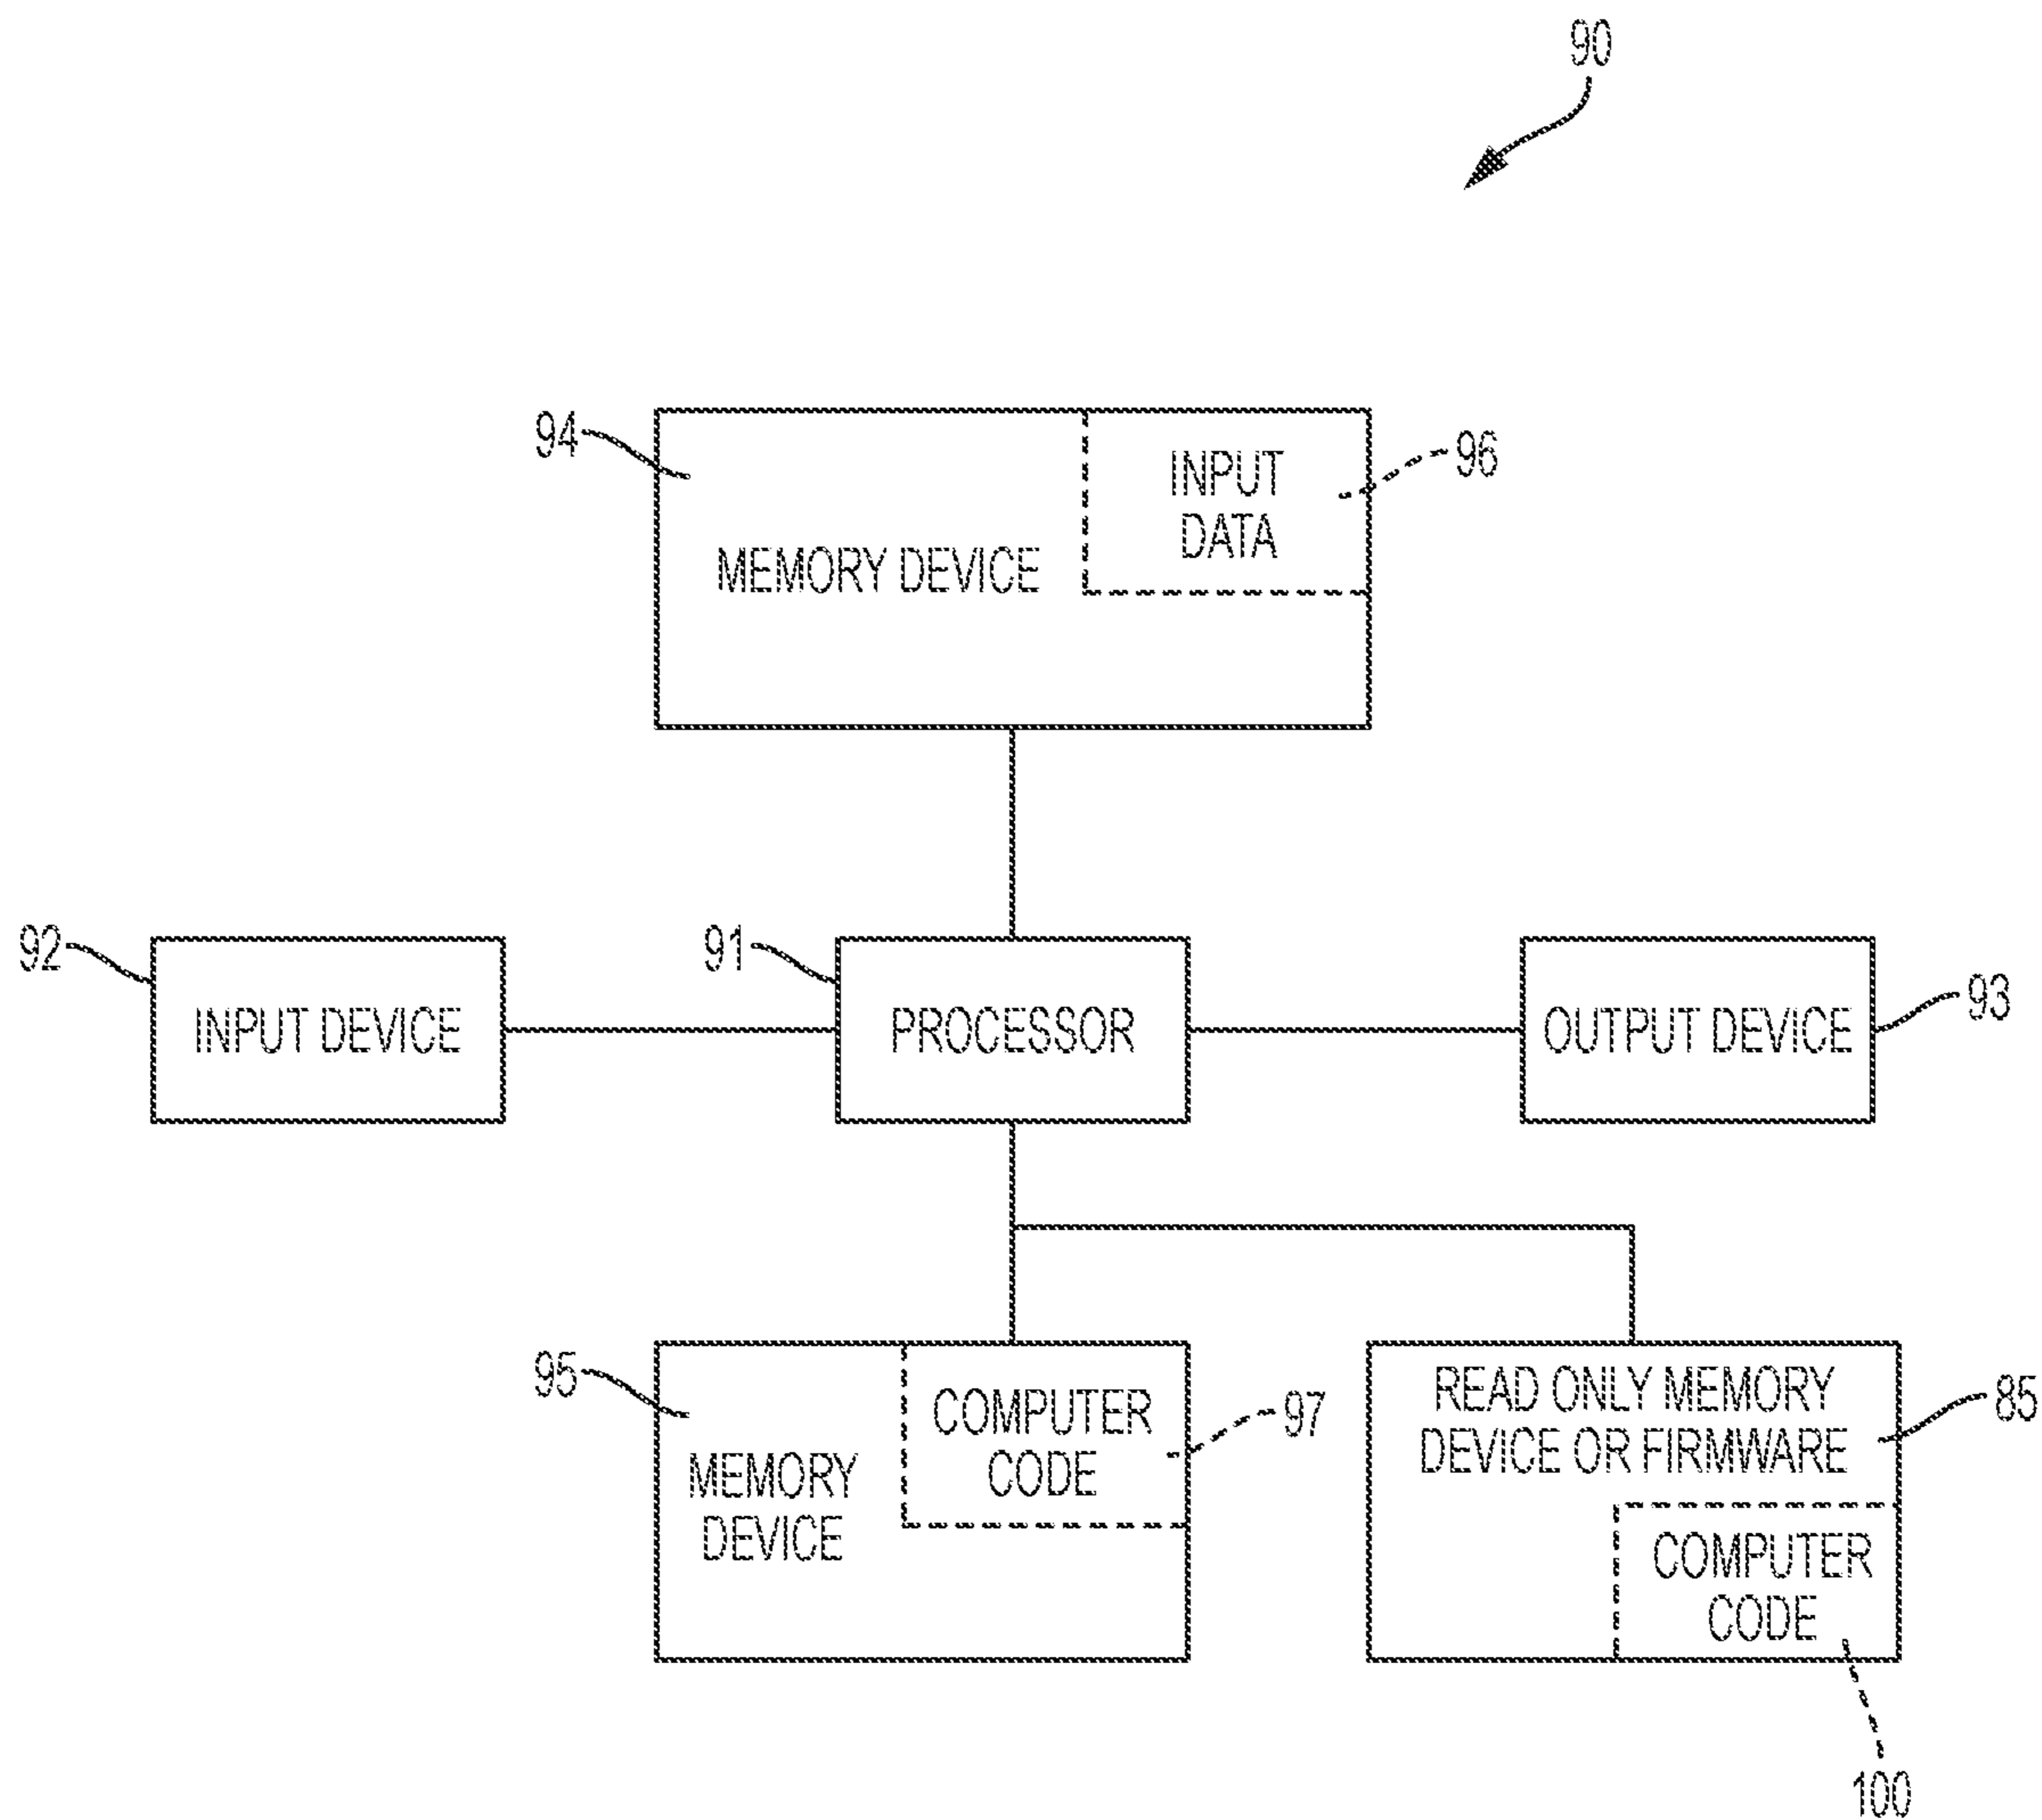 90
94
INPUT
DATA
96
MEMORY DEVICE
92
INPUT DEVICE
91
PROCESSOR
OUTPUT DEVICE
93
95
MEMORY
DEVICE
COMPUTER
CODE
97
READ ONLY MEMORY
DEVICE OR FIRMWARE
85
COMPUTER
CODE
100